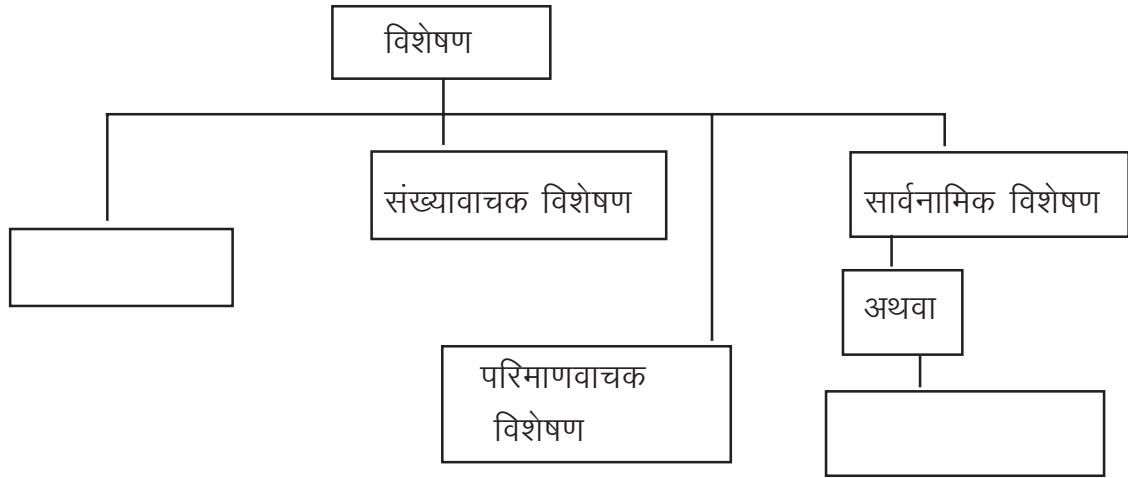 विशेषण
संख्यावाचक विशेषण
सार्वनामिक विशेषण
अथवा
परिमाणवाचक
विशेषण